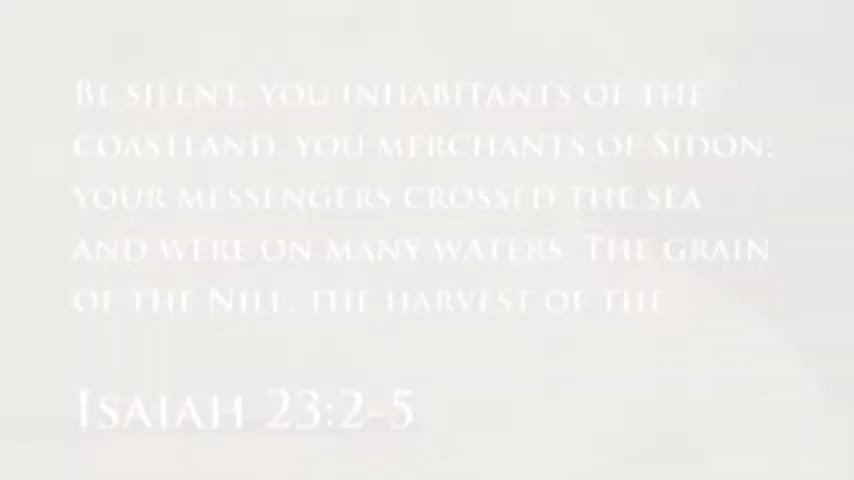 Be silent, you inhabitants of the
coastland, you merchants of Sidon;
your messengers crossed the sea
and were on many waters. The grain
of the Nile, the harvest of the
Isaiah 23:2-5